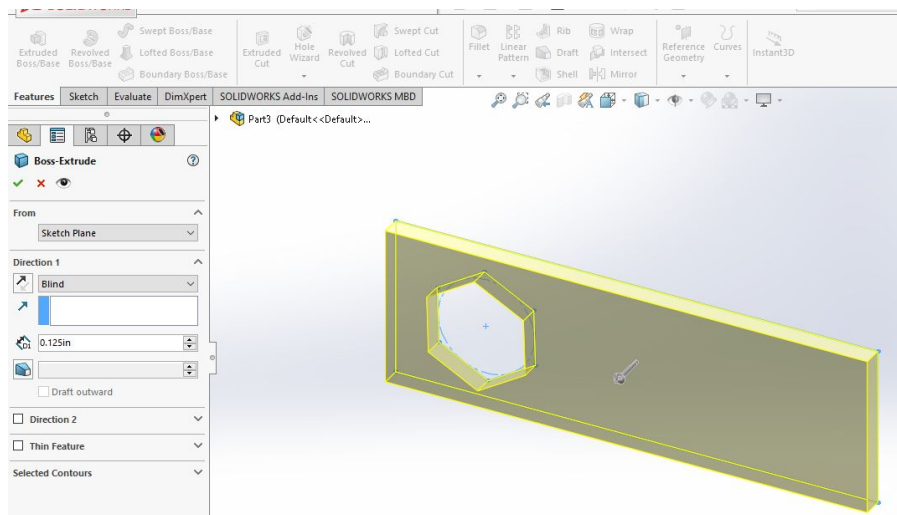 Extruded Boss/Base
Revolved Boss/Base
Swept Boss/Base
Lofted Boss/Base
Boundary Boss/Base
Extruded Cut
Hole Wizard
Revolved Cut
Swept Cut
Lofted Cut
Boundary Cut
Fillet
Linear Pattern
Rib
Draft
Shell
Wrap
Intersect
Mirror
Reference Geometry
Curves
Instant3D
Features Sketch Evaluate DimXpert SOLIDWORKS Add-Ins SOLIDWORKS MBD
Part3 (Default<<Default>...
Boss-Extrude
From
Sketch Plane
Direction 1
Blind
D1
0.125in
Draft outward
Direction 2
Thin Feature
Selected Contours